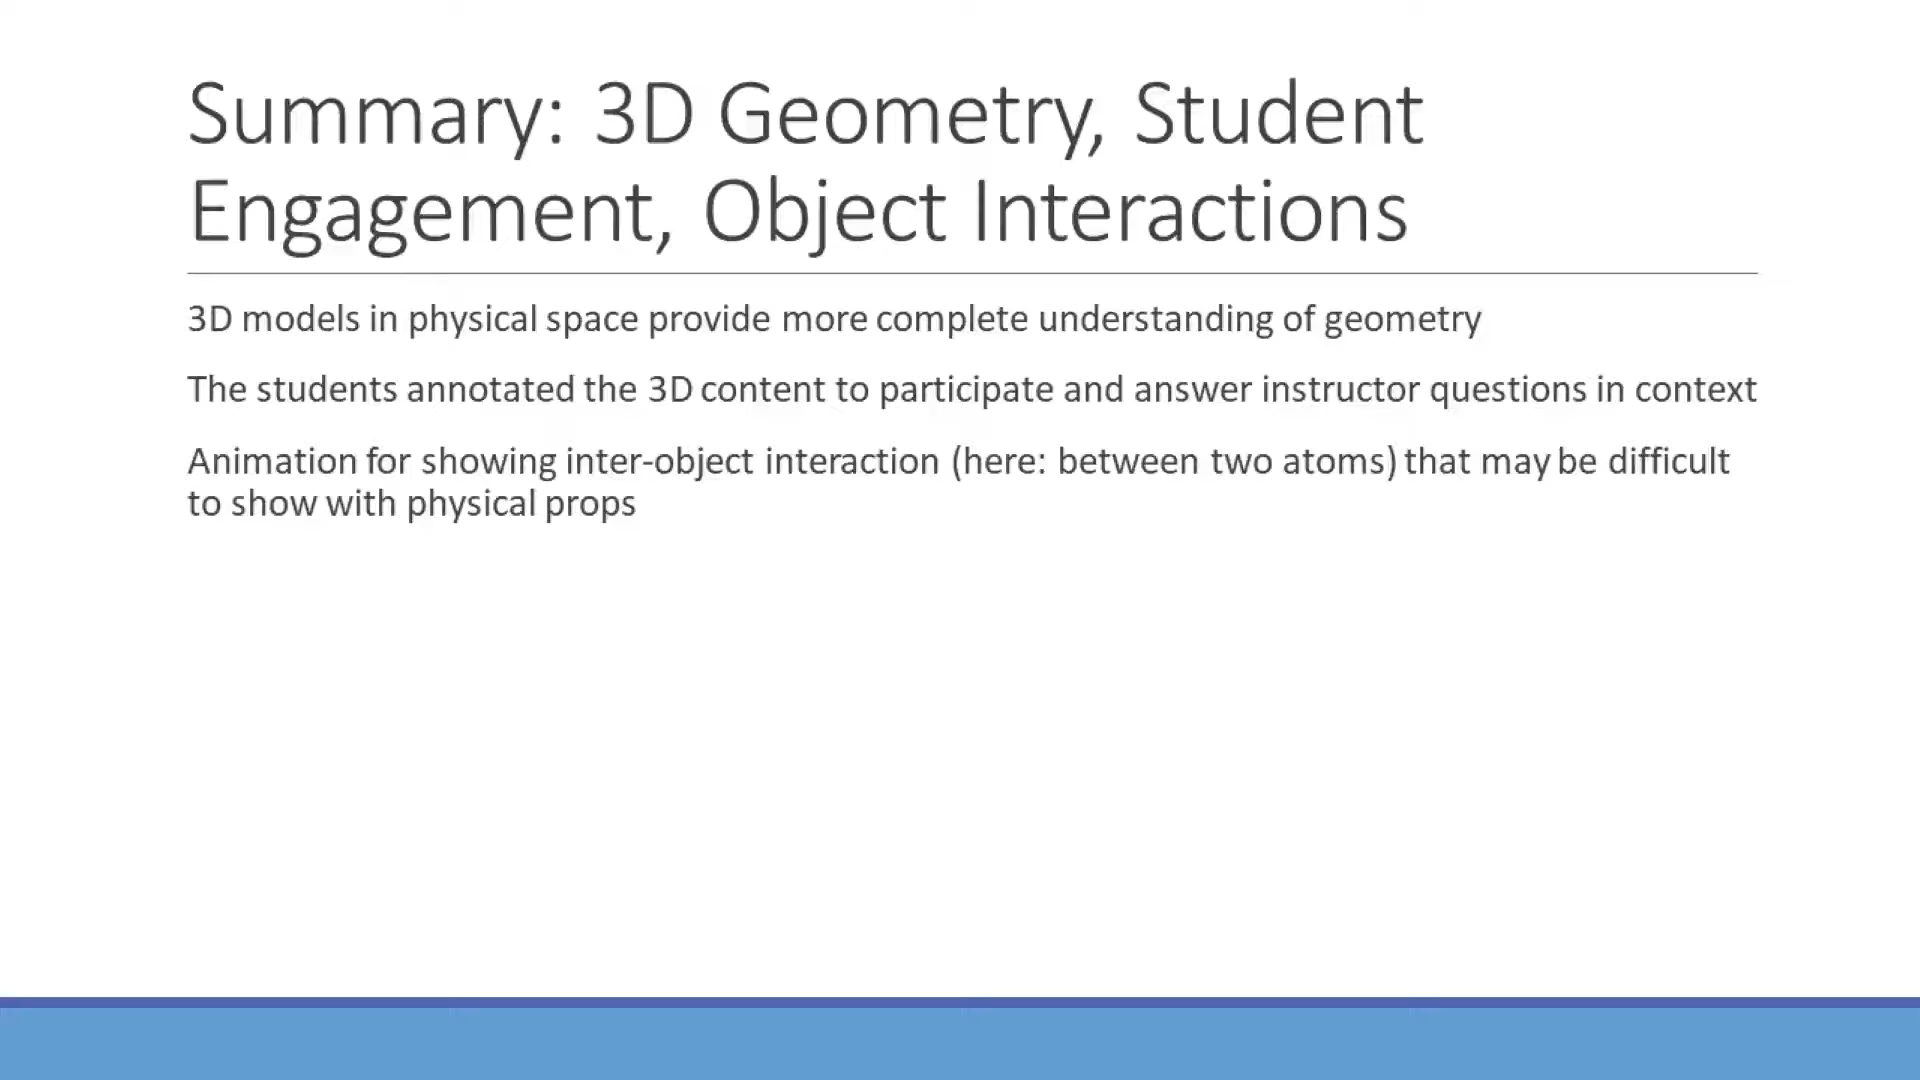 Summary: 3D Geometry, Student
Engagement, Object Interactions
3D models in physical space provide more complete understanding of geometry
The students annotated the 3D content to participate and answer instructor questions in context
Animation for showing inter-object interaction (here: between two atoms) that may be difficult
to show with physical props